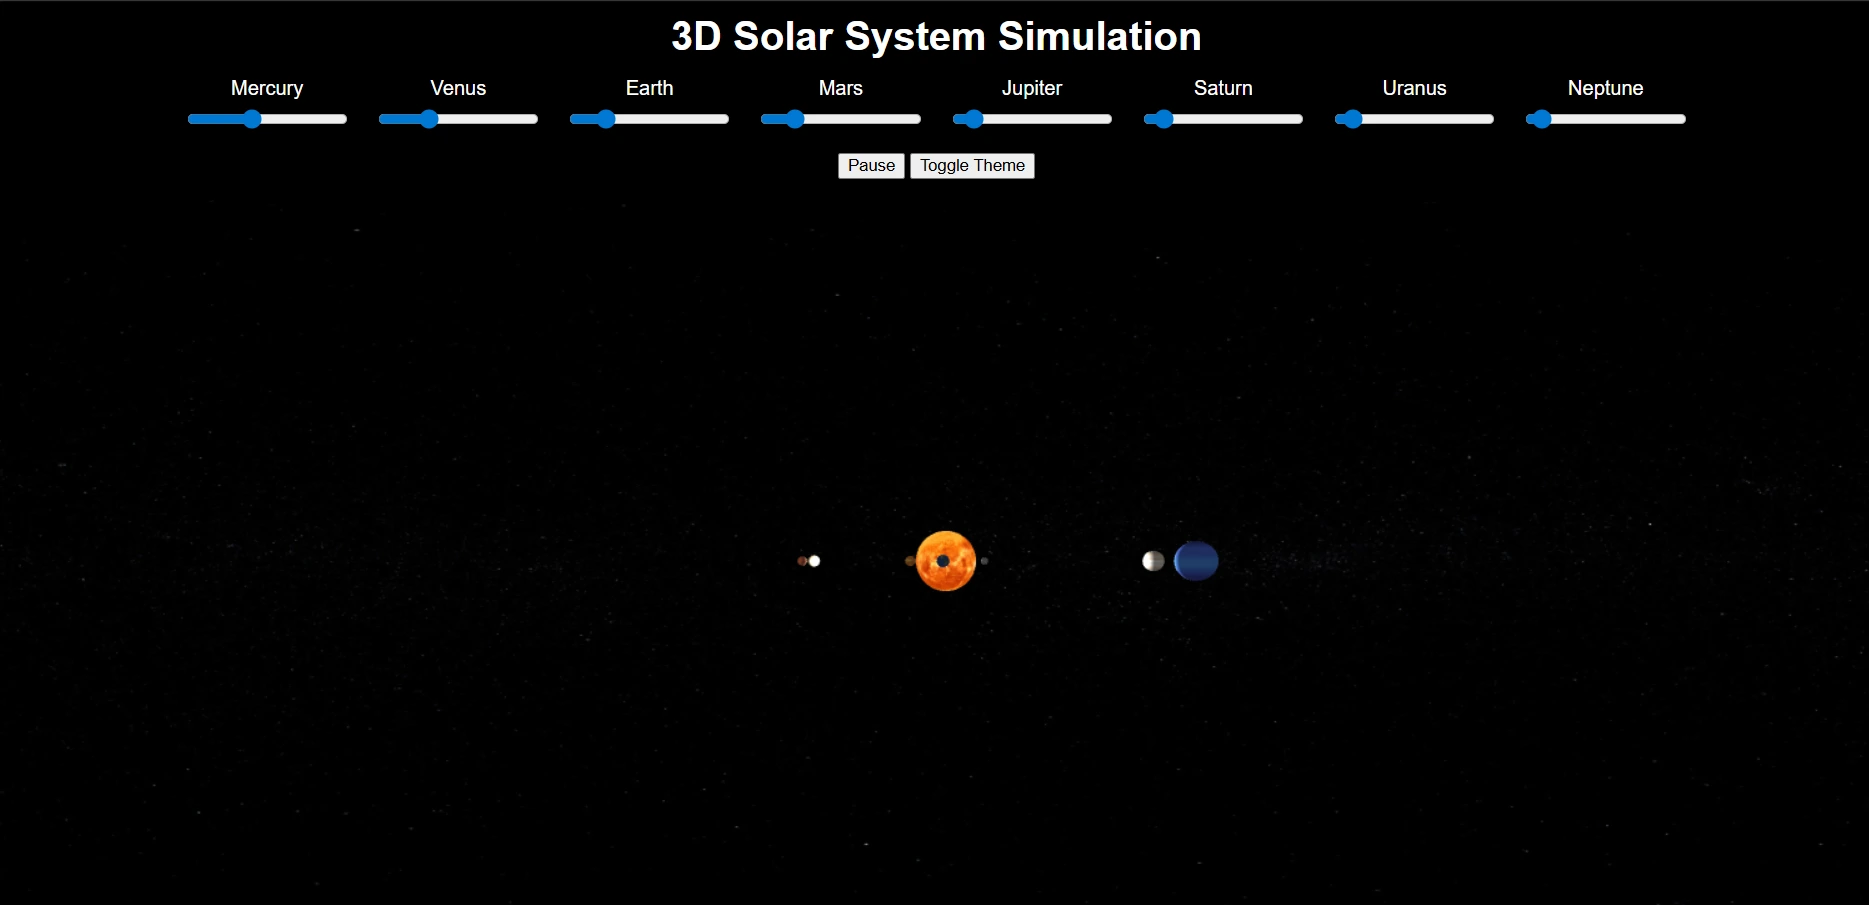 3D Solar System Simulation
Mercury Venus Earth Mars Jupiter Saturn Uranus Neptune
Pause Toggle Theme